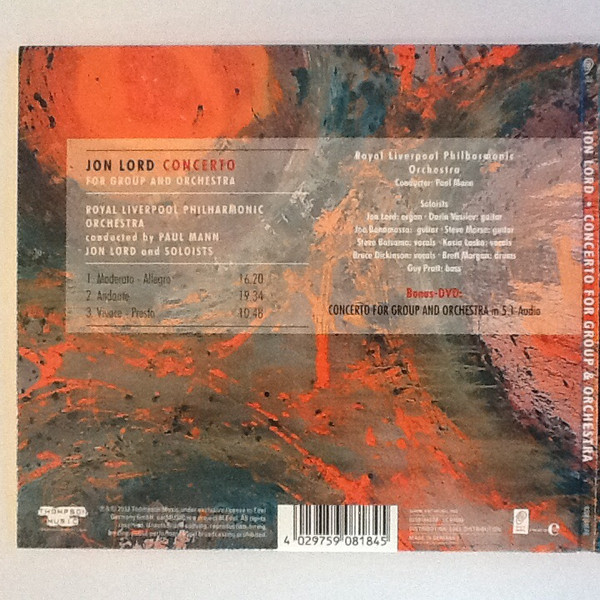 JON LORD CONCERTO
FOR GROUP AND ORCHESTRA
ROYAL LIVERPOOL PHILHARMONIC
ORCHESTRA
conducted by PAUL MANN
JON LORD and SOLOISTS
1 Moderato - Allegro 16.20
2 Andante 19.34
3 Vivace - Presto 10.48
Royal Liverpool Philharmonic
Orchestra
Conductor: Paul Mann
Soloists
Jon Lord: organ · Darin Vasilev: guitar
Joe Bonamassa: guitar · Steve Morse: guitar
Steve Balsamo: vocals · Kasia Laska: vocals
Bruce Dickinson: vocals · Brett Morgan: drums
Guy Pratt: bass
Bonus-DVD:
CONCERTO FOR GROUP AND ORCHESTRA in 5.1 Audio
THOMPSON
MUSIC
4 029759 081845
e
JON LORD · CONCERTO FOR GROUP & ORCHESTRA